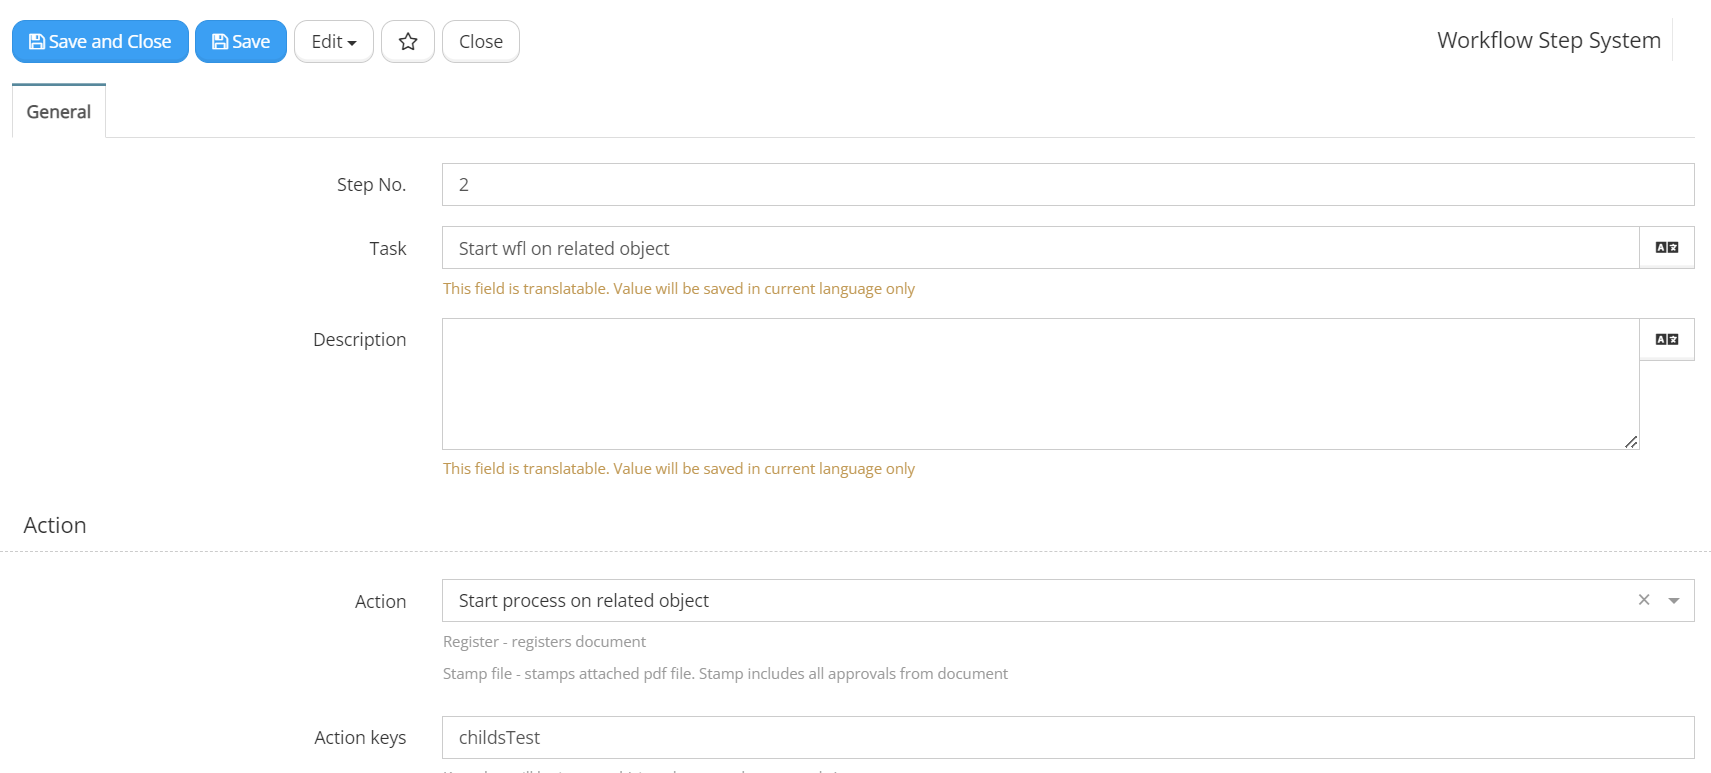 Save and Close Save Edit Close Workflow Step System
General
Step No. 2
Task Start wfl on related object
This field is translatable. Value will be saved in current language only
Description
This field is translatable. Value will be saved in current language only
Action
Action Start process on related object
Register - registers document
Stamp file - stamps attached pdf file. Stamp includes all approvals from document
Action keys childsTest